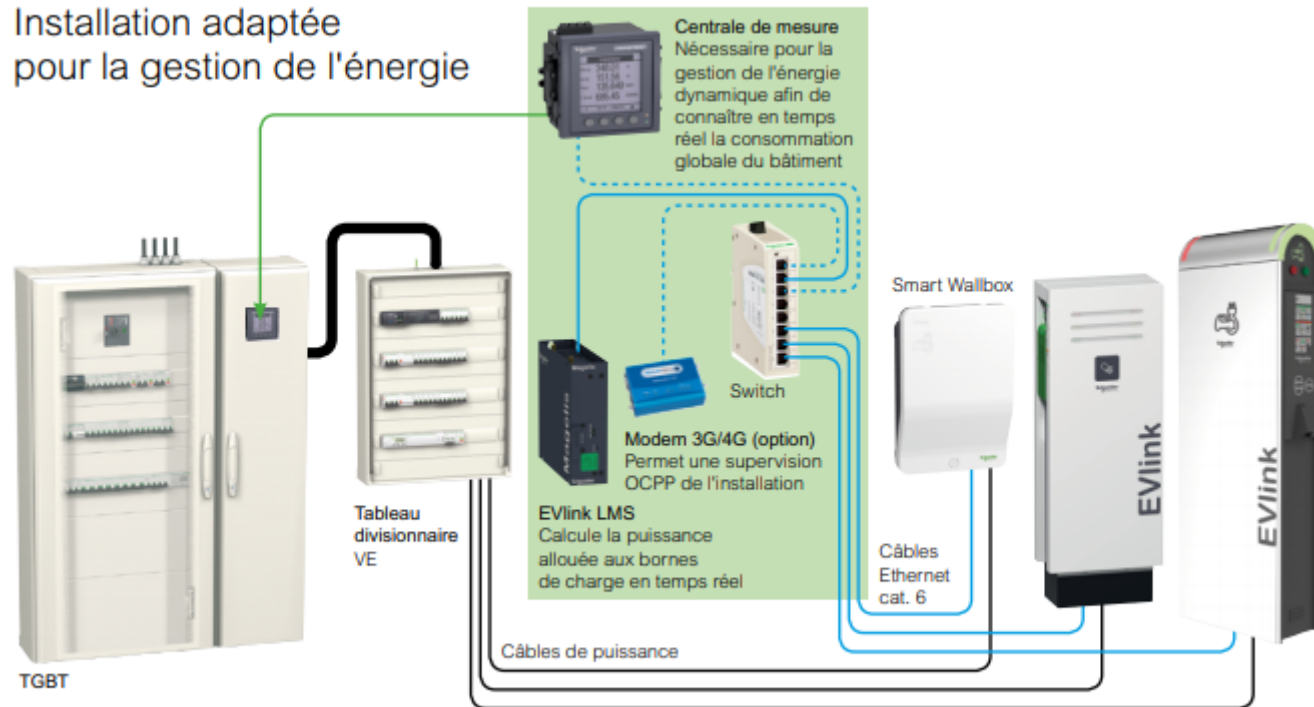 Installation adaptée
pour la gestion de l'énergie
Centrale de mesure
Nécessaire pour la
gestion de l'énergie
dynamique afin de
connaître en temps
réel la consommation
globale du bâtiment
Smart Wallbox
Switch
Magelis
Modem 3G/4G (option)
Permet une supervision
OCPP de l'installation
EVlink LMS
Calcule la puissance
allouée aux bornes
de charge en temps réel
Tableau
divisionnaire
VE
Câbles
Ethernet
cat. 6
EVlink
EVlink
Câbles de puissance
TGBT